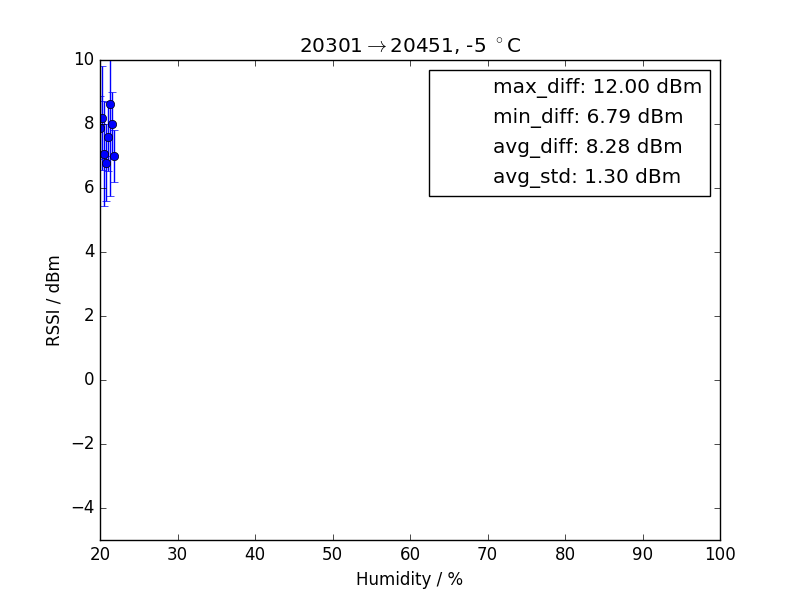 20301→20451, -5 °C
max_diff: 12.00 dBm
min_diff: 6.79 dBm
avg_diff: 8.28 dBm
avg_std: 1.30 dBm
RSSI / dBm
10
8
6
4
2
0
−2
−4
20 30 40 50 60 70 80 90 100
Humidity / %